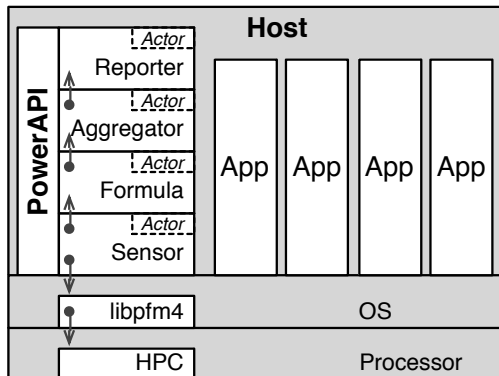 Host
PowerAPI
Actor
Reporter
Actor
Aggregator
Actor
Formula
Actor
Sensor
App
App
App
App
libpfm4
OS
HPC
Processor